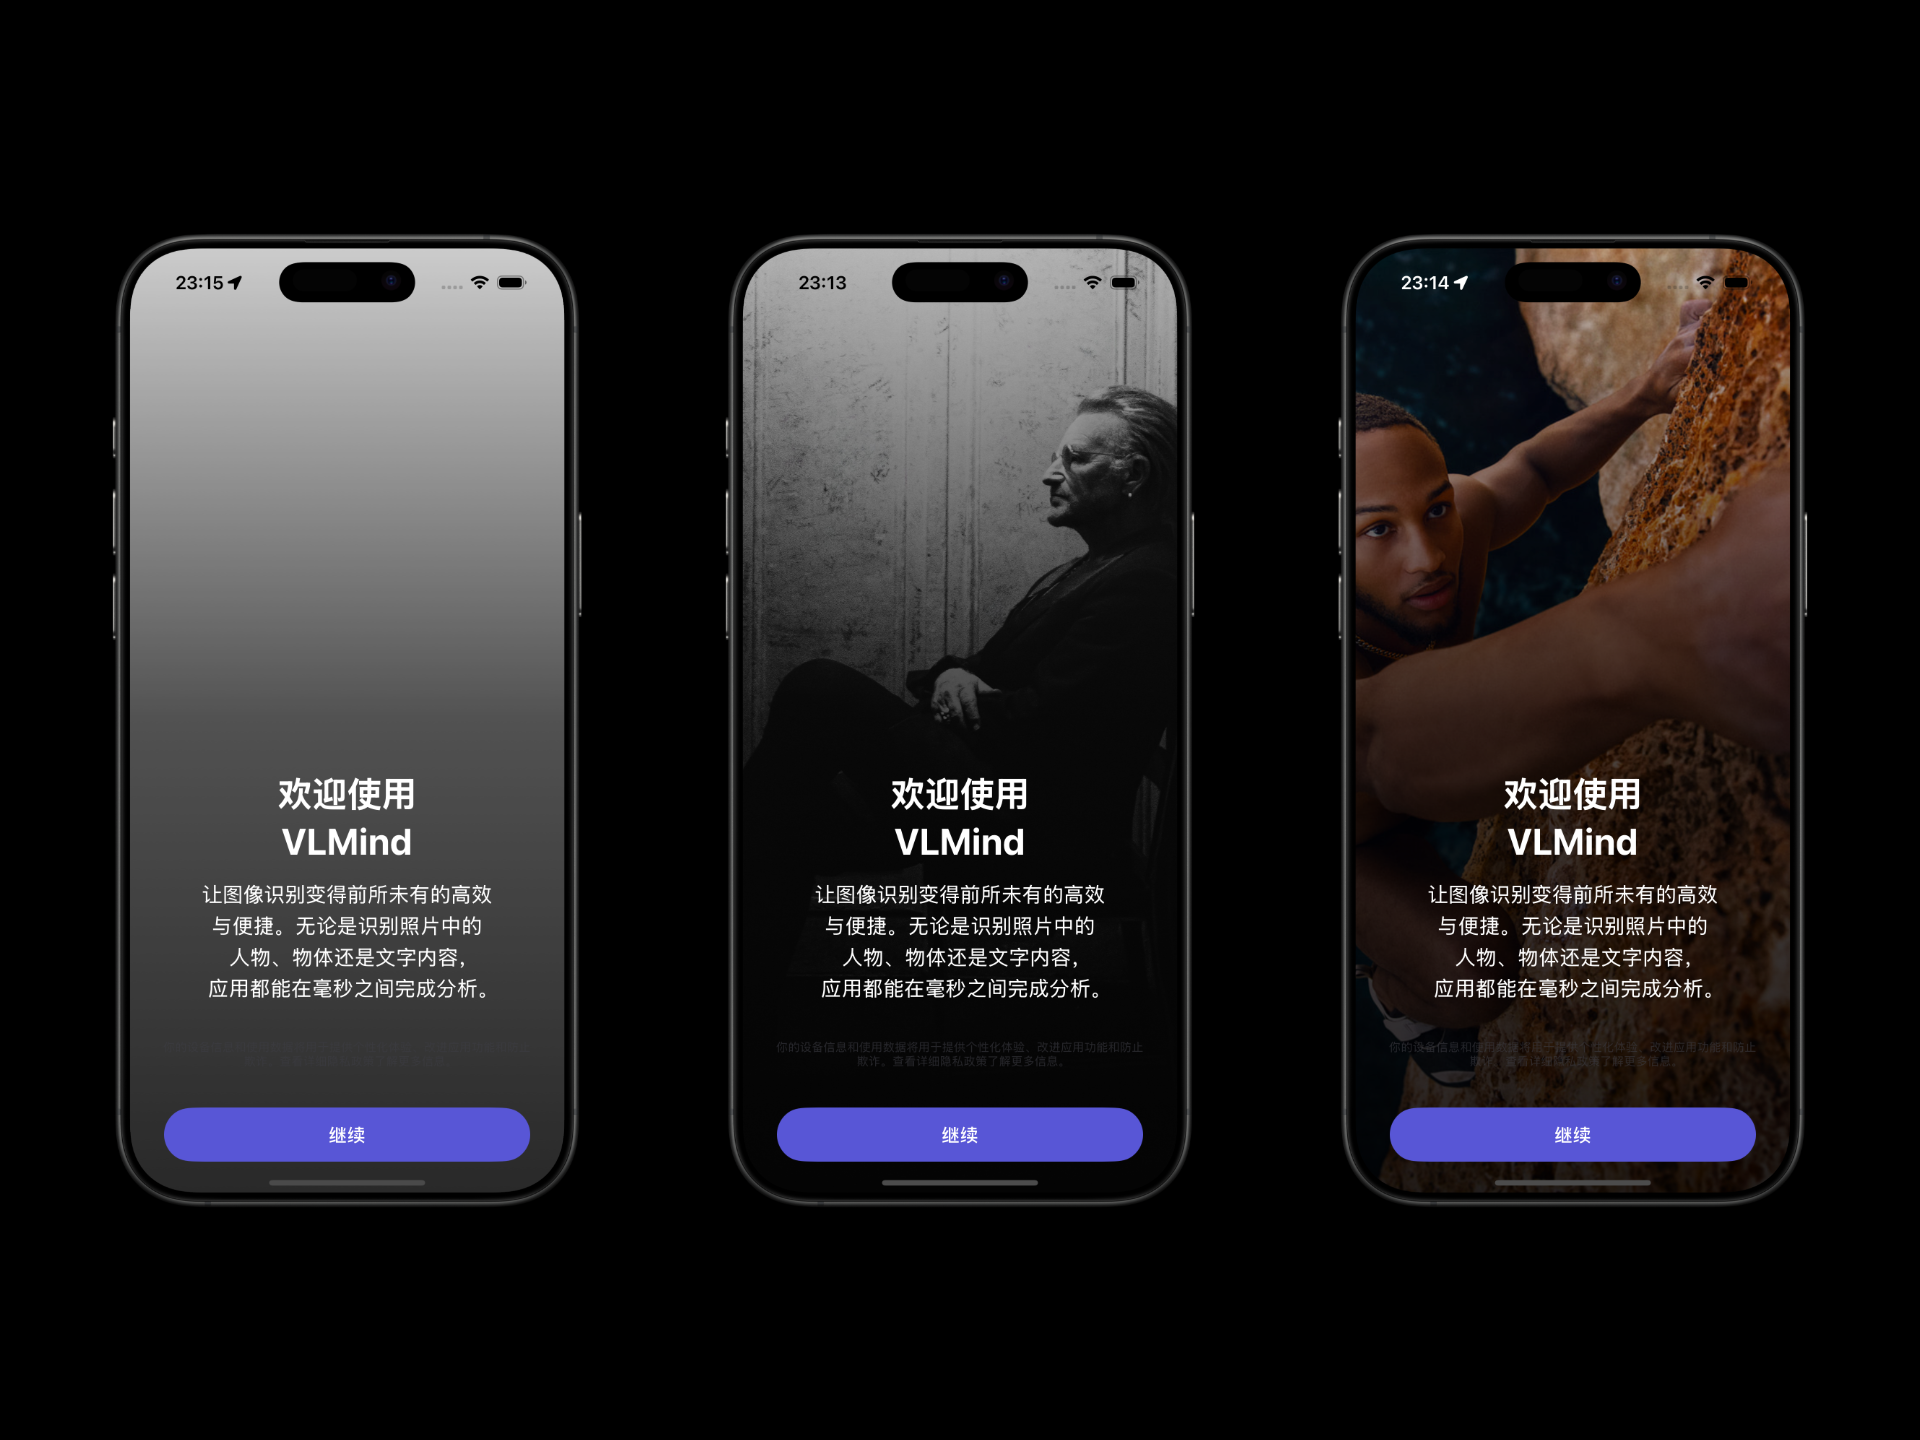 23:15
欢迎使用
VLMind
让图像识别变得前所未有的高效
与便捷。无论是识别照片中的
人物、物体还是文字内容，
应用都能在毫秒之间完成分析。
继续
23:13
欢迎使用
VLMind
让图像识别变得前所未有的高效
与便捷。无论是识别照片中的
人物、物体还是文字内容，
应用都能在毫秒之间完成分析。
你的设备信息和使用数据将用于提供个性化体验、改进应用功能和防止
欺诈。查看详细隐私政策了解更多信息。
继续
23:14
欢迎使用
VLMind
让图像识别变得前所未有的高效
与便捷。无论是识别照片中的
人物、物体还是文字内容，
应用都能在毫秒之间完成分析。
你的设备信息和使用数据将用于提供个性化体验、改进应用功能和防止
欺诈。查看详细隐私政策了解更多信息。
继续